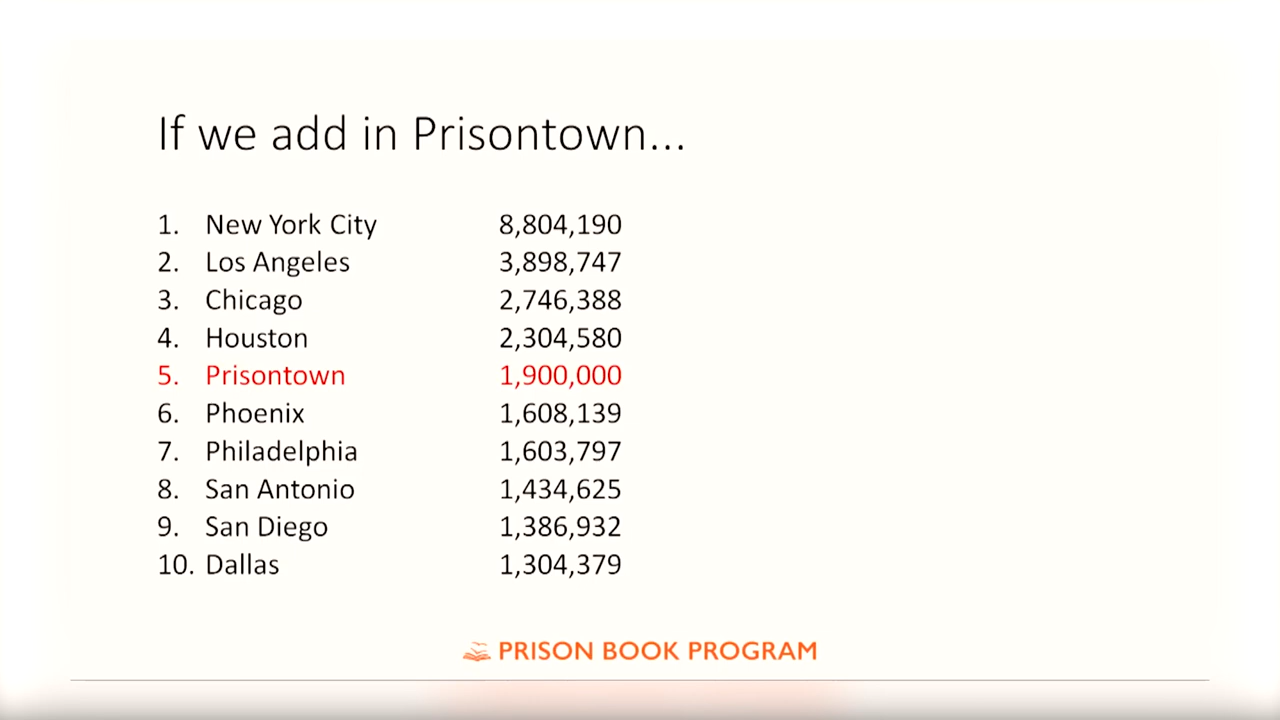 If we add in Prisontown...
1. New York City 8,804,190
2. Los Angeles 3,898,747
3. Chicago 2,746,388
4. Houston 2,304,580
5. Prisontown 1,900,000
6. Phoenix 1,608,139
7. Philadelphia 1,603,797
8. San Antonio 1,434,625
9. San Diego 1,386,932
10. Dallas 1,304,379
PRISON BOOK PROGRAM